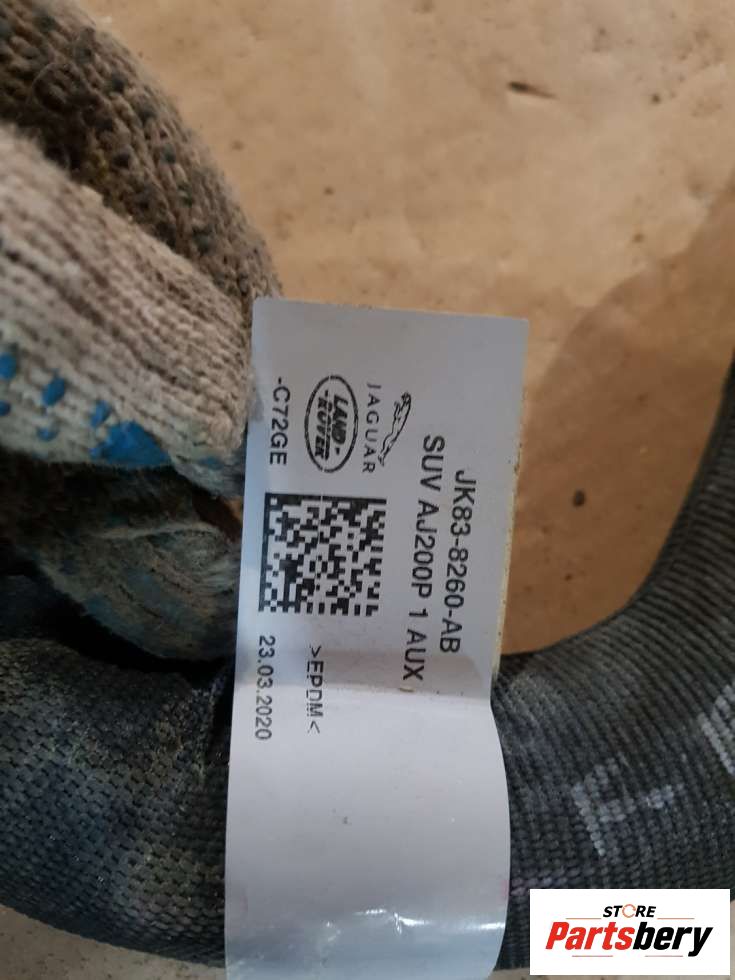 JK83-8260-AB
SUV AJ200P 1 AUX
JAGUAR
LAND-
-ROVER
-C72GE
>EPDM<
23.03.2020
STORE
Partsbery